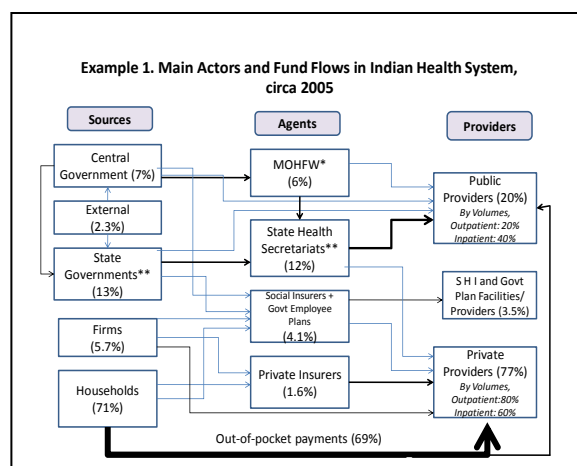 Example 1. Main Actors and Fund Flows in Indian Health System,
circa 2005
Sources
Agents
Providers
Central
Government (7%)
External
(2.3%)
State
Governments**
(13%)
Firms
(5.7%)
Households
(71%)
MOHFW*
(6%)
State Health
Secretariats**
(12%)
Social Insurers +
Govt Employee
Plans
(4.1%)
Private Insurers
(1.6%)
Public
Providers (20%)
By Volumes,
Outpatient: 20%
Inpatient: 40%
S H I and Govt
Plan Facilities/
Providers (3.5%)
Private
Providers (77%)
By Volumes,
Outpatient:80%
Inpatient: 60%
Out-of-pocket payments (69%)